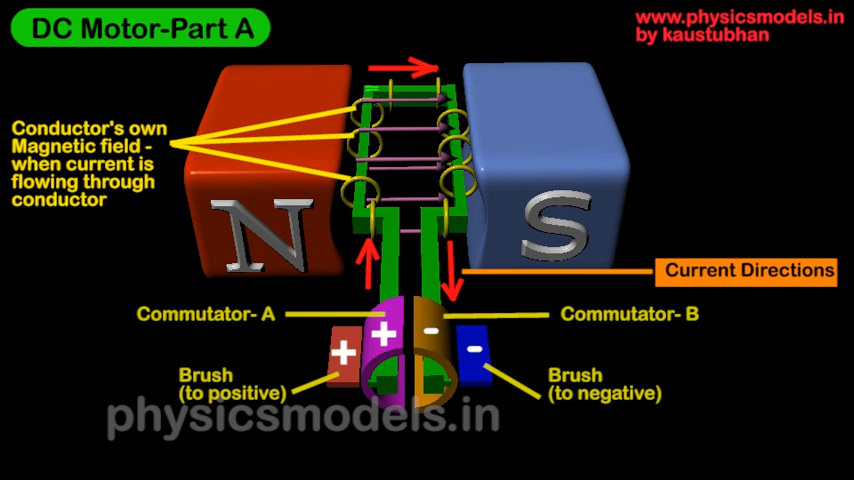 DC Motor-Part A
www.physicsmodels.in
by kaustubhan
Conductor's own
Magnetic field -
when current is
flowing through
conductor
N
S
Current Directions
Commutator- A
Commutator- B
+
-
+
-
Brush
(to positive)
Brush
(to negative)
physicsmodels.in